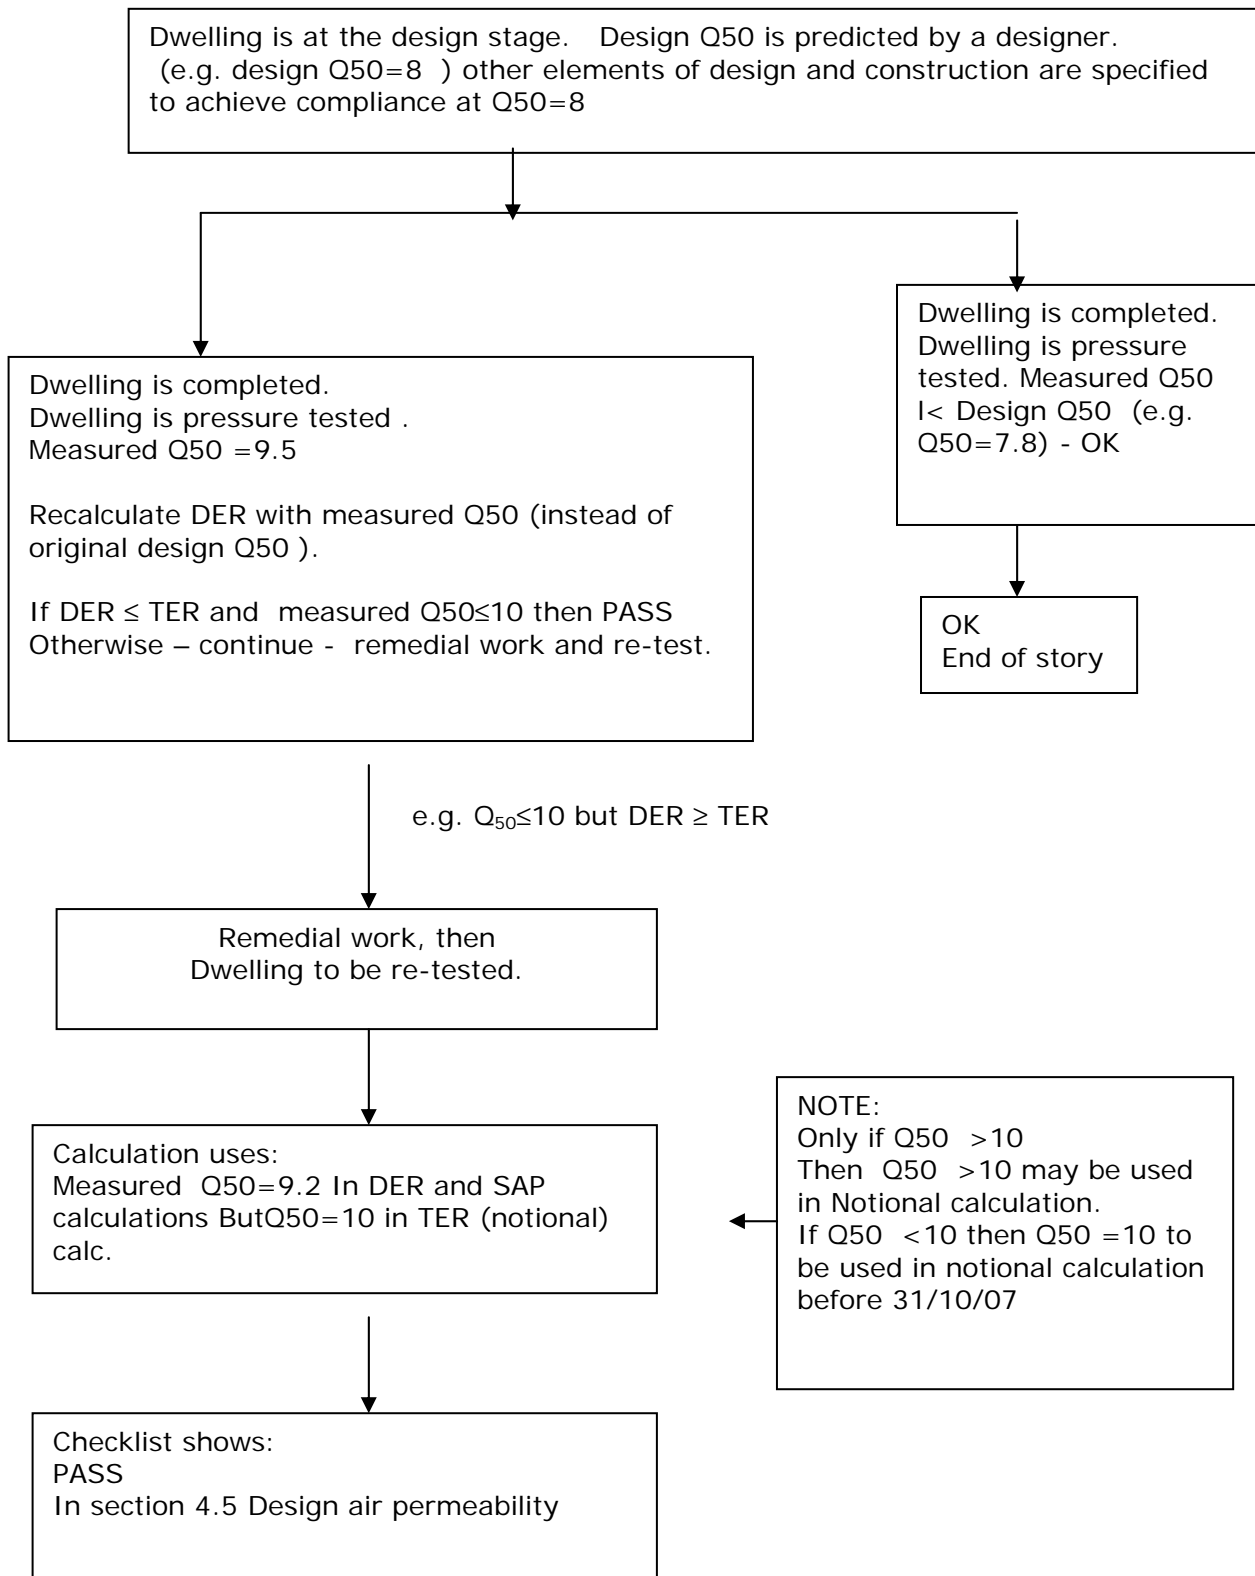 Dwelling is at the design stage. Design Q50 is predicted by a designer.
(e.g. design Q50=8 ) other elements of design and construction are specified
to achieve compliance at Q50=8
Dwelling is completed.
Dwelling is pressure
tested. Measured Q50
I< Design Q50 (e.g.
Q50=7.8) - OK
Dwelling is completed.
Dwelling is pressure tested .
Measured Q50 =9.5
Recalculate DER with measured Q50 (instead of
original design Q50 ).
If DER ≤ TER and measured Q50≤10 then PASS
Otherwise – continue - remedial work and re-test.
OK
End of story
e.g. Q₅₀≤10 but DER ≥ TER
Remedial work, then
Dwelling to be re-tested.
Calculation uses:
Measured Q50=9.2 In DER and SAP
calculations ButQ50=10 in TER (notional)
calc.
NOTE:
Only if Q50 >10
Then Q50 >10 may be used
in Notional calculation.
If Q50 <10 then Q50 =10 to
be used in notional calculation
before 31/10/07
Checklist shows:
PASS
In section 4.5 Design air permeability